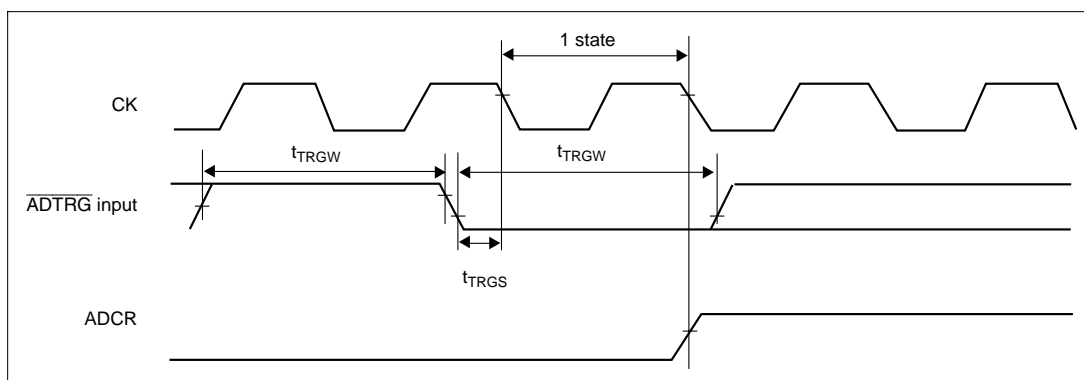 1 state
CK
tTRGW
tTRGW
ADTRG input
tTRGS
ADCR